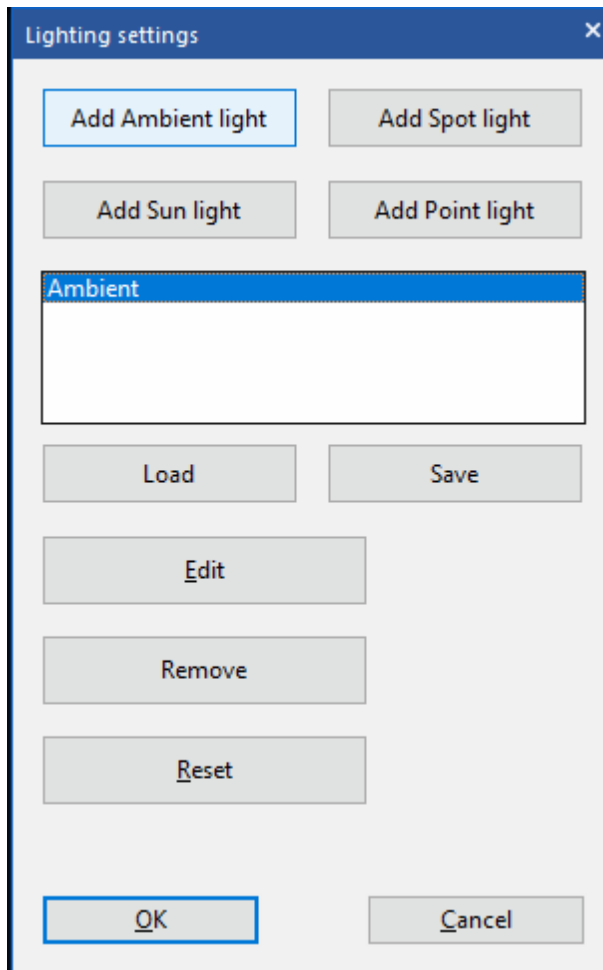 Lighting settings
Add Ambient light
Add Spot light
Add Sun light
Add Point light
Ambient
Load
Save
Edit
Remove
Reset
OK
Cancel